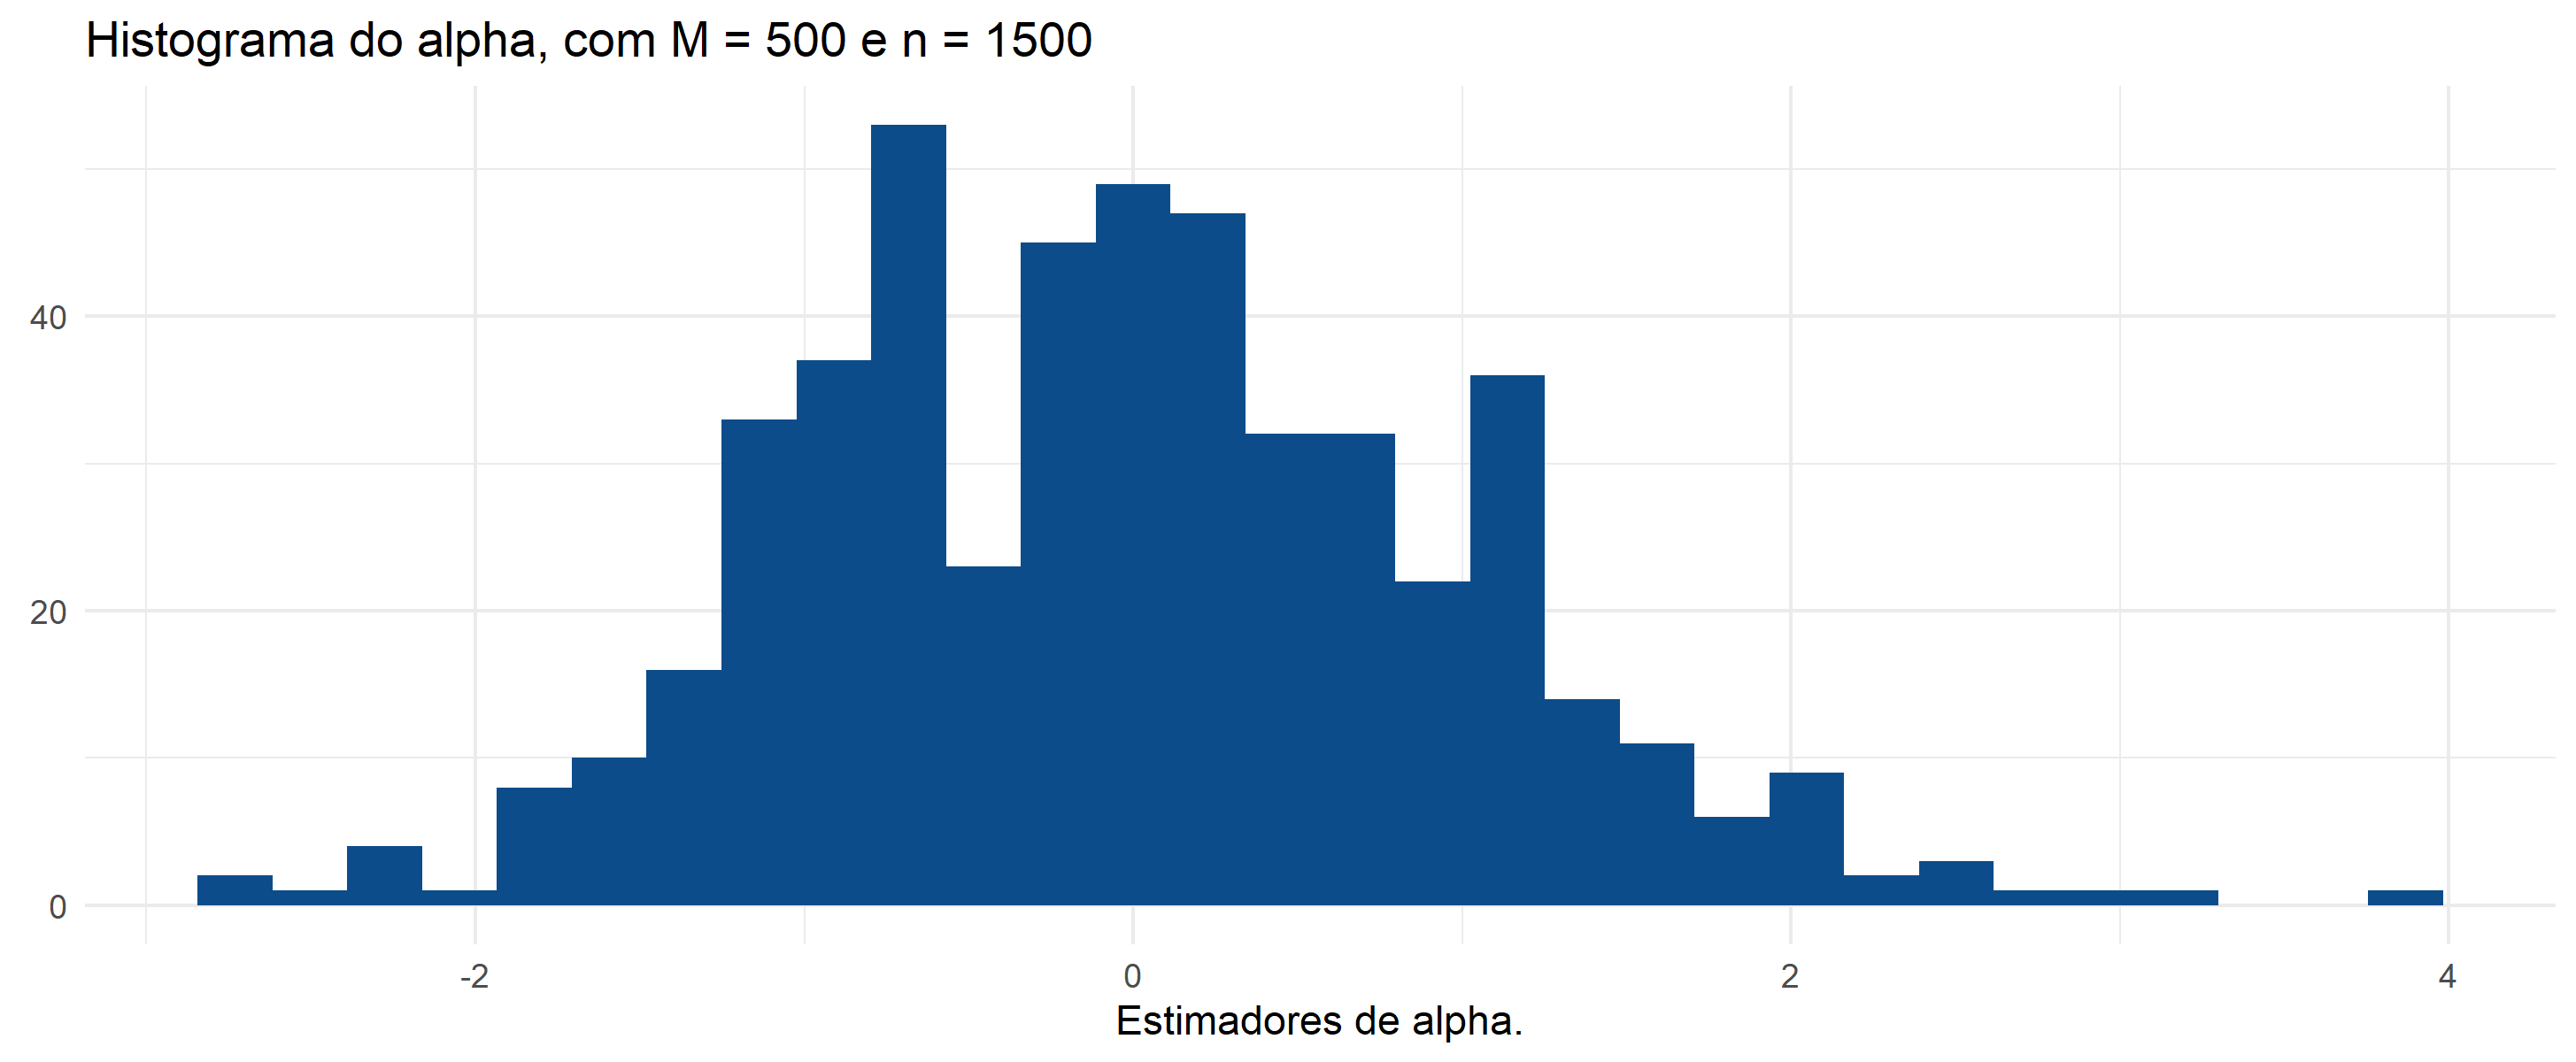 Histograma do alpha, com M = 500 e n = 1500
40
20
0
-2 0 2 4
Estimadores de alpha.